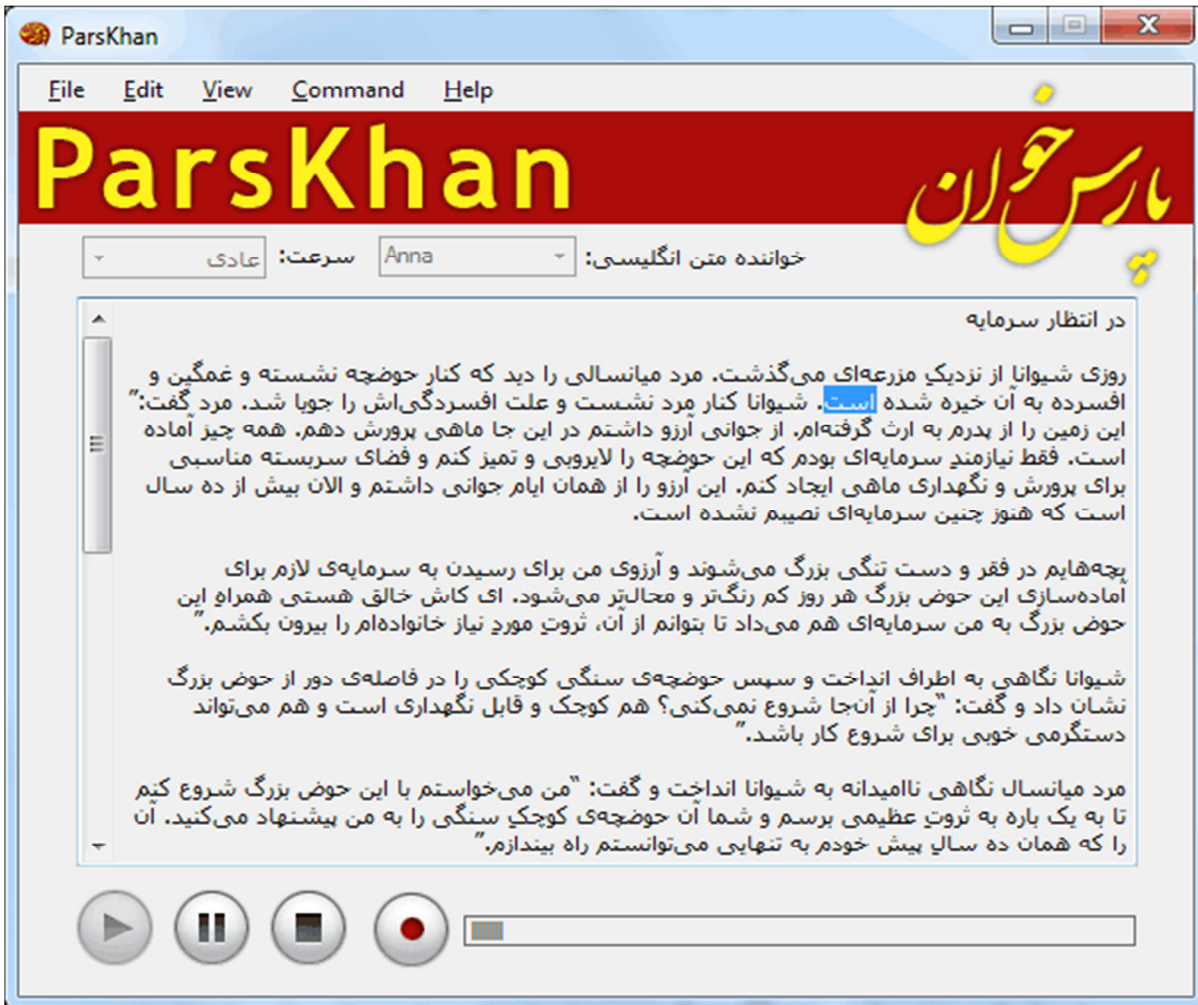 ParsKhan
File Edit View Command Help
ParsKhan
پارس خوان
خواننده متن انگلیسی: Anna سرعت: عادی
در انتظار سرمایه
روزی شیوانا از نزدیکِ مزرعه‌ای می‌گذشت. مرد میانسالی را دید که کنارِ حوضچه نشسته و غمگین و
افسرده به آن خیره شده است. شیوانا کنار مرد نشست و علت افسردگی‌اش را جویا شد. مرد گفت:”
این زمین را از پدرم به ارث گرفته‌ام. از جوانی آرزو داشتم در این جا ماهی پرورش دهم. همه چیز آماده
است. فقط نیازمندِ سرمایه‌ای بودم که این حوضچه را لایروبی و تمیز کنم و فضای سربسته مناسبی
برای پرورش و نگهداری ماهی ایجاد کنم. این آرزو را از همان ایام جوانی داشتم و الان بیش از ده سال
است که هنوز چنین سرمایه‌ای نصیبم نشده است.
بچه‌هایم در فقر و دست تنگی بزرگ می‌شوند و آرزوی من برای رسیدن به سرمایه‌ی لازم برای
آماده‌سازی این حوض بزرگ هر روز کم رنگ‌تر و محال‌تر می‌شود. ای کاش خالق هستی همراهِ این
حوض بزرگ به من سرمایه‌ای هم می‌داد تا بتوانم از آن، ثروتِ موردِ نیاز خانواده‌ام را بیرون بکشم.”
شیوانا نگاهی به اطراف انداخت و سپس حوضچه‌ی سنگی کوچکی را در فاصله‌ی دور از حوض بزرگ
نشان داد و گفت: “چرا از آن‌جا شروع نمی‌کنی؟ هم کوچک و قابل نگهداری است و هم می‌تواند
دستگرمی خوبی برای شروع کار باشد.”
مرد میانسال نگاهی ناامیدانه به شیوانا انداخت و گفت: “من می‌خواستم با این حوض بزرگ شروع کنم
تا به یک باره به ثروتِ عظیمی برسم و شما آن حوضچه‌ی کوچکِ سنگی را به من پیشنهاد می‌کنید. آن
را که همان ده سالِ پیش خودم به تنهایی می‌توانستم راه بیندازم.”